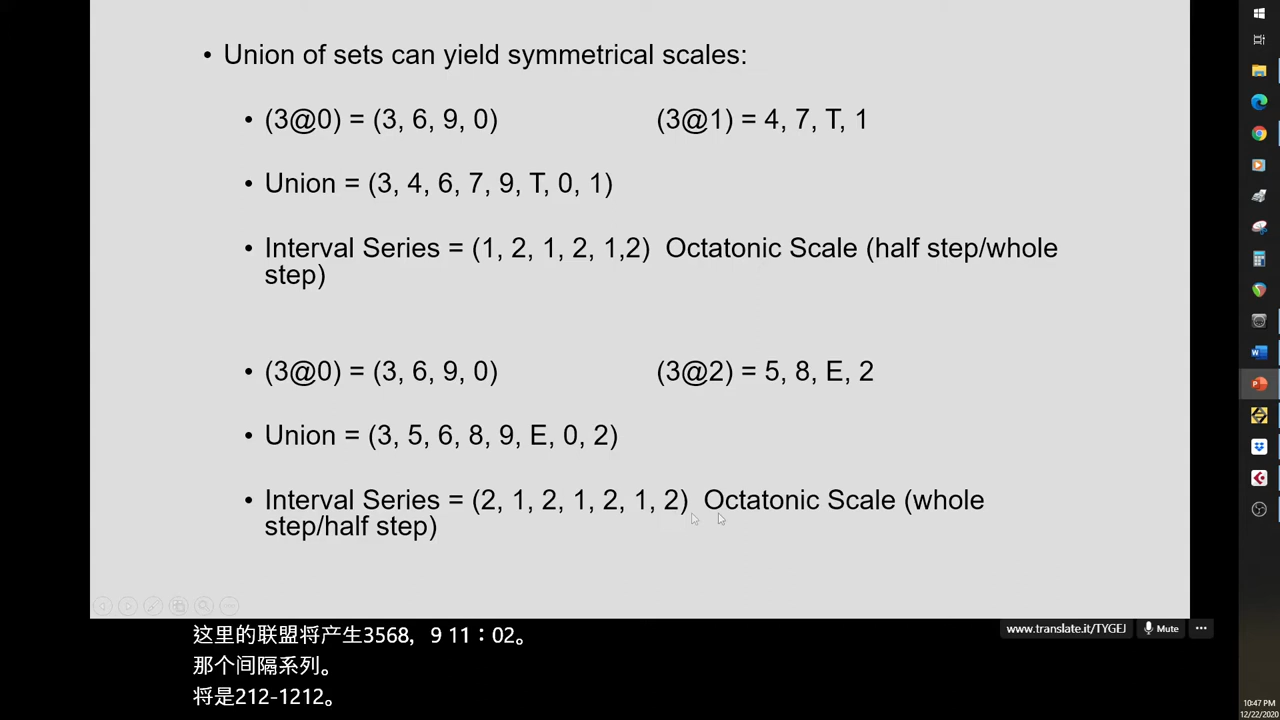 • Union of sets can yield symmetrical scales:
• (3@0) = (3, 6, 9, 0) (3@1) = 4, 7, T, 1
• Union = (3, 4, 6, 7, 9, T, 0, 1)
• Interval Series = (1, 2, 1, 2, 1,2) Octatonic Scale (half step/whole
step)
• (3@0) = (3, 6, 9, 0) (3@2) = 5, 8, E, 2
• Union = (3, 5, 6, 8, 9, E, 0, 2)
• Interval Series = (2, 1, 2, 1, 2, 1, 2) Octatonic Scale (whole
step/half step)
这里的联盟将产生3568，9 11：02。
那个间隔系列。
将是212-1212。
www.translate.it/TYGEJ
Mute
10:47 PM
12/22/2020